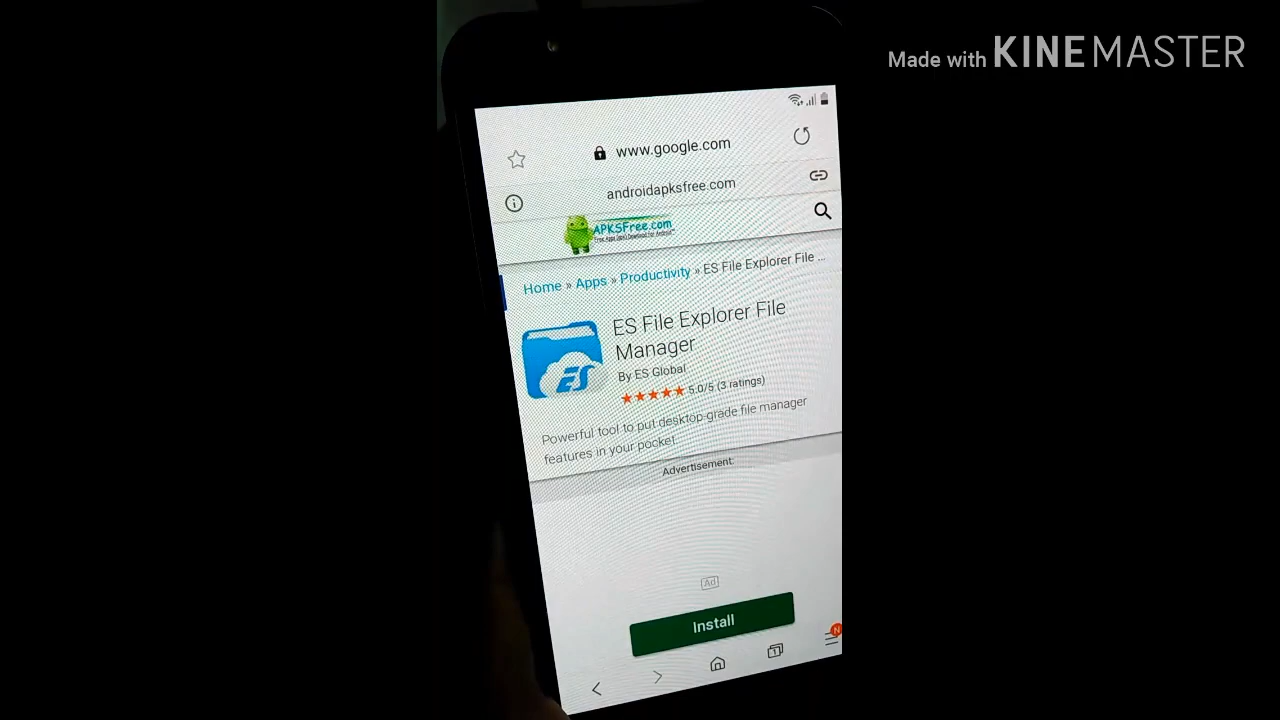 Made with KINEMASTER
www.google.com
androidapksfree.com
APKSFree.com
Home » Apps » Productivity » ES File Explorer File ...
ES File Explorer File
Manager
By ES Global
5.0/5 (3 ratings)
Powerful tool to put desktop-grade file manager
features in your pocket.
Advertisement:
Ad
Install
1
N
ES